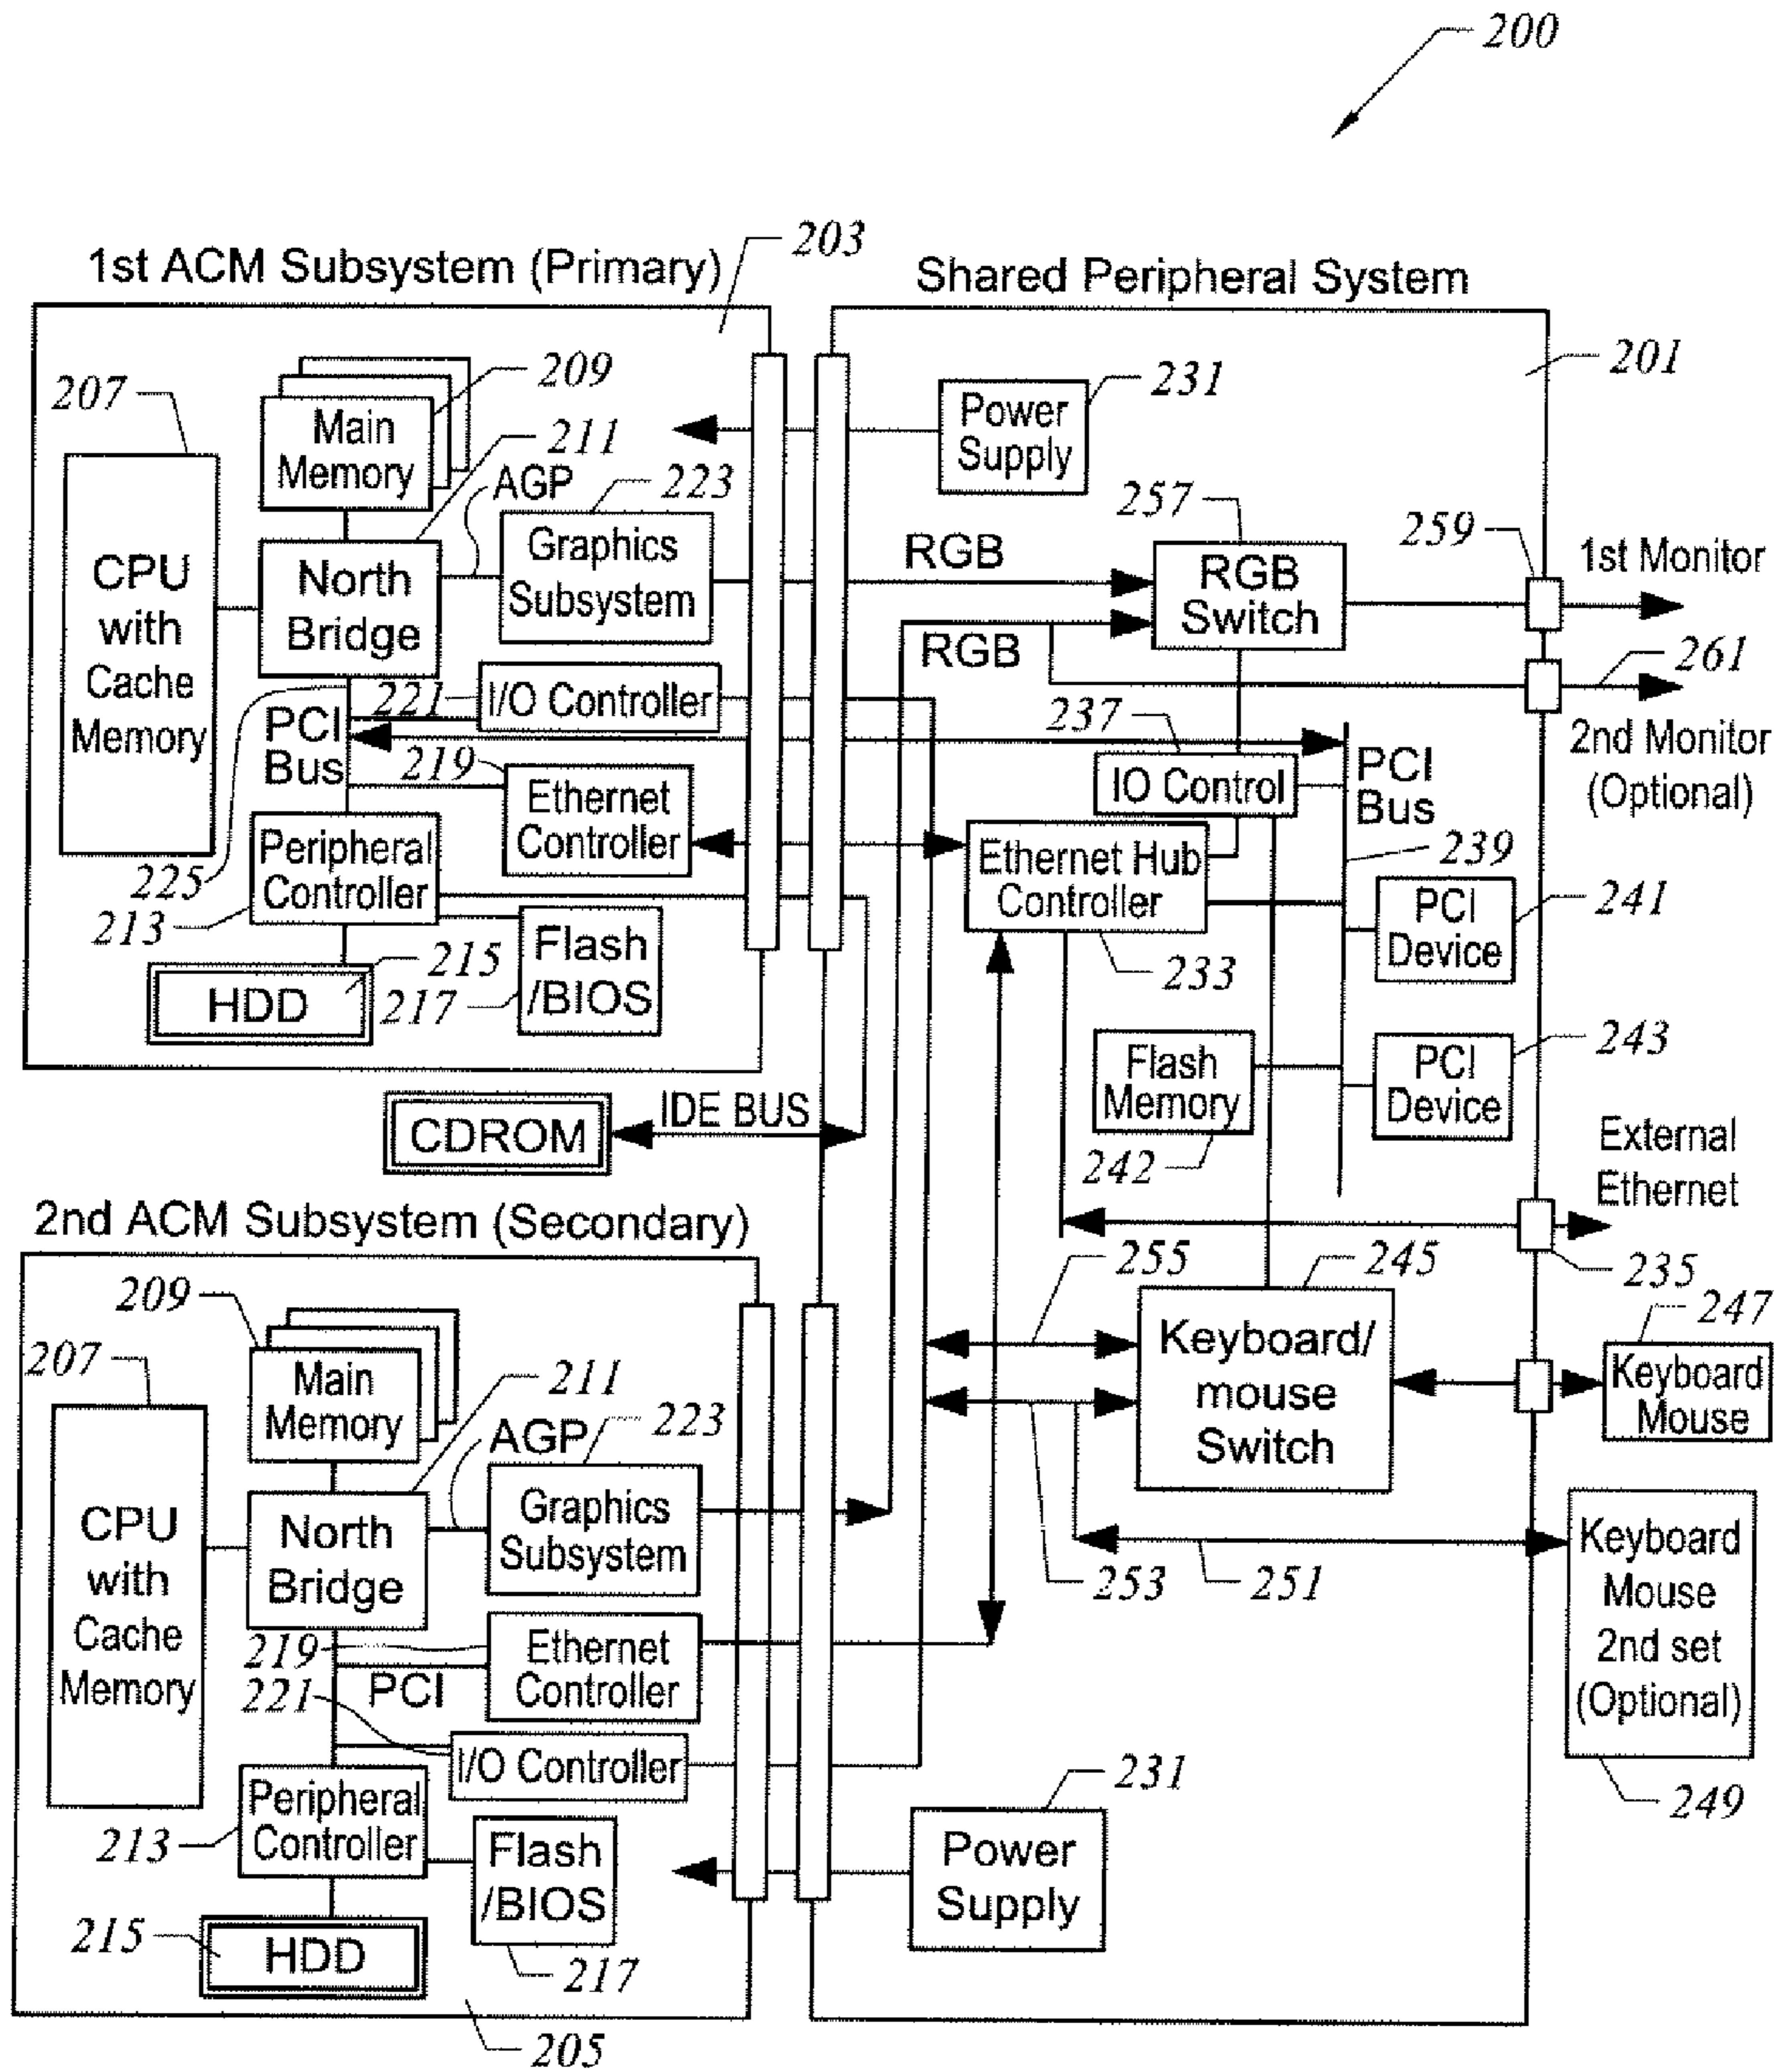 200
1st ACM Subsystem (Primary)
203
Shared Peripheral System
201
207
209
Main
Memory
211
AGP
223
CPU
with
Cache
Memory
North
Bridge
Graphics
Subsystem
221
I/O Controller
PCI
Bus
219
Ethernet
Controller
225
Peripheral
Controller
213
215
HDD
217
Flash
/BIOS
CDROM
IDE BUS
231
Power
Supply
257
RGB
RGB
Switch
259
1st Monitor
RGB
261
2nd Monitor
(Optional)
237
IO Control
PCI
Bus
239
Ethernet Hub
Controller
233
PCI
Device
241
Flash
Memory
242
PCI
Device
243
External
Ethernet
235
2nd ACM Subsystem (Secondary)
209
207
Main
Memory
211
AGP
223
CPU
with
Cache
Memory
North
Bridge
Graphics
Subsystem
219
Ethernet
Controller
PCI
221
I/O Controller
Peripheral
Controller
213
Flash
/BIOS
215
HDD
217
205
255
245
Keyboard/
mouse
Switch
247
Keyboard
Mouse
253
251
Keyboard
Mouse
2nd set
(Optional)
249
231
Power
Supply